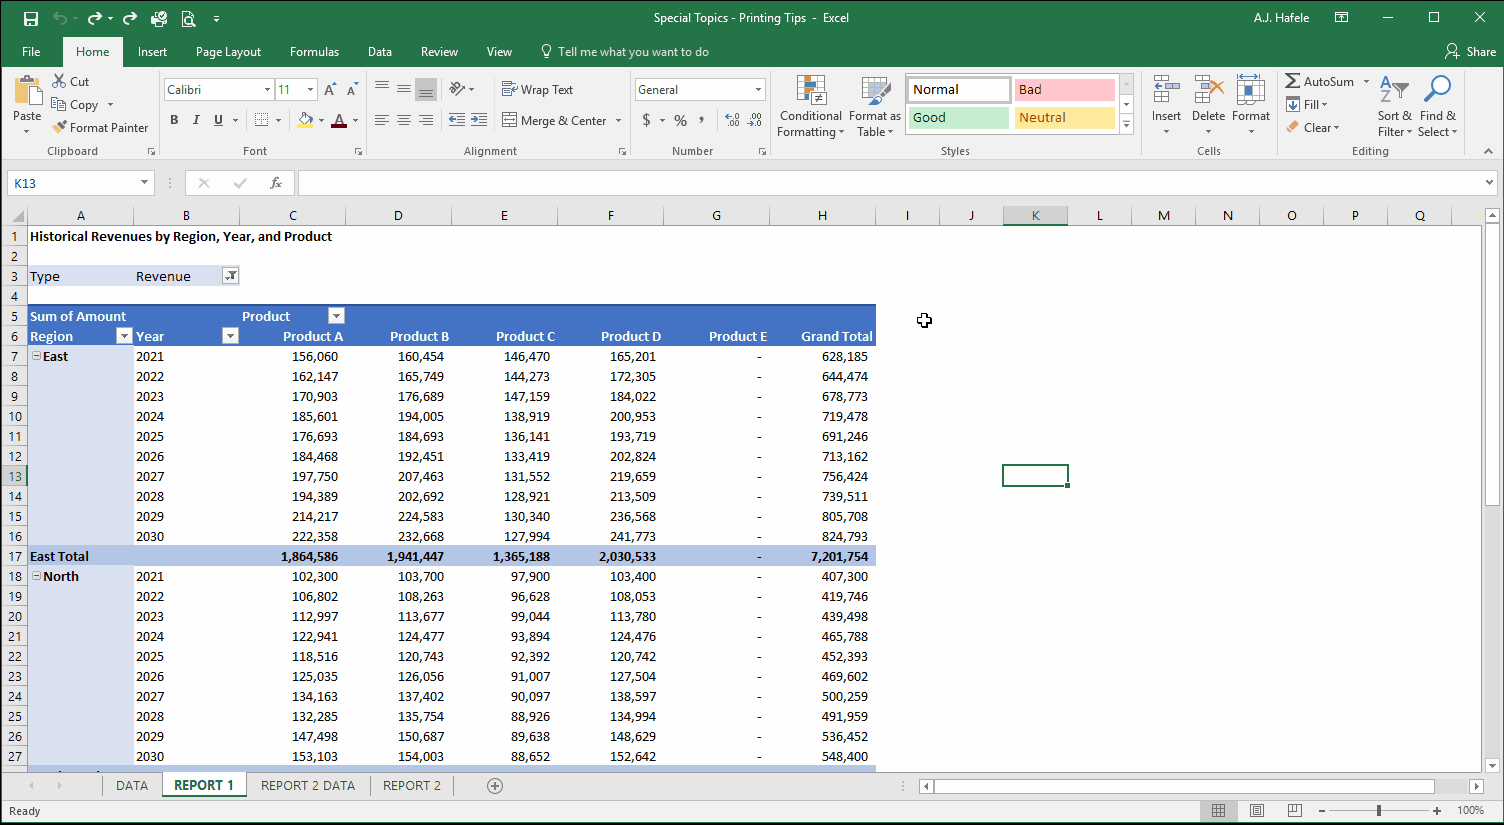 Special Topics - Printing Tips - Excel
A.J. Hafele
File Home Insert Page Layout Formulas Data Review View Tell me what you want to do Share
Paste
Cut
Copy
Format Painter
Clipboard
Calibri 11
B I U
Font
Wrap Text
Merge & Center
Alignment
General
$ % ,
Number
Conditional Formatting
Format as Table
Normal Bad
Good Neutral
Styles
Insert Delete Format
Cells
AutoSum
Fill
Clear
Sort & Filter
Find & Select
Editing
K13 fx
A B C D E F G H I J K L M N O P Q
1 Historical Revenues by Region, Year, and Product
2
3 Type Revenue
4
5 Sum of Amount Product
6 Region Year Product A Product B Product C Product D Product E Grand Total
7 East 2021 156,060 160,454 146,470 165,201 - 628,185
8 2022 162,147 165,749 144,273 172,305 - 644,474
9 2023 170,903 176,689 147,159 184,022 - 678,773
10 2024 185,601 194,005 138,919 200,953 - 719,478
11 2025 176,693 184,693 136,141 193,719 - 691,246
12 2026 184,468 192,451 133,419 202,824 - 713,162
13 2027 197,750 207,463 131,552 219,659 - 756,424
14 2028 194,389 202,692 128,921 213,509 - 739,511
15 2029 214,217 224,583 130,340 236,568 - 805,708
16 2030 222,358 232,668 127,994 241,773 - 824,793
17 East Total 1,864,586 1,941,447 1,365,188 2,030,533 - 7,201,754
18 North 2021 102,300 103,700 97,900 103,400 - 407,300
19 2022 106,802 108,263 96,628 108,053 - 419,746
20 2023 112,997 113,677 99,044 113,780 - 439,498
21 2024 122,941 124,477 93,894 124,476 - 465,788
22 2025 118,516 120,743 92,392 120,742 - 452,393
23 2026 125,035 126,056 91,007 127,504 - 469,602
24 2027 134,163 137,402 90,097 138,597 - 500,259
25 2028 132,285 135,754 88,926 134,994 - 491,959
26 2029 147,498 150,687 89,638 148,629 - 536,452
27 2030 153,103 154,003 88,652 152,642 - 548,400
DATA REPORT 1 REPORT 2 DATA REPORT 2
Ready 100%